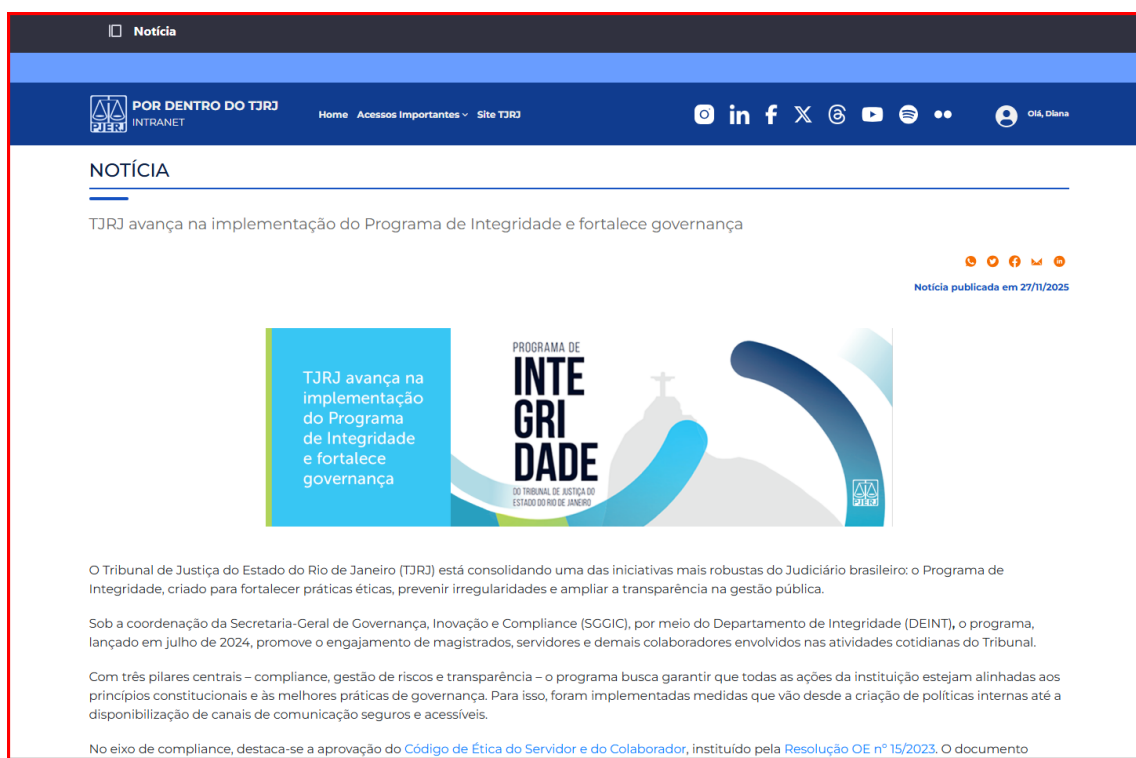 Notícia
POR DENTRO DO TJRJ
INTRANET
PJERJ
Home Acessos Importantes Site TJRJ
Olá, Diana
NOTÍCIA
TJRJ avança na implementação do Programa de Integridade e fortalece governança
Notícia publicada em 27/11/2025
TJRJ avança na
implementação
do Programa
de Integridade
e fortalece
governança
PROGRAMA DE
INTE
GRI
DADE
DO TRIBUNAL DE JUSTIÇA DO
ESTADO DO RIO DE JANEIRO
PJERJ
O Tribunal de Justiça do Estado do Rio de Janeiro (TJRJ) está consolidando uma das iniciativas mais robustas do Judiciário brasileiro: o Programa de
Integridade, criado para fortalecer práticas éticas, prevenir irregularidades e ampliar a transparência na gestão pública.
Sob a coordenação da Secretaria-Geral de Governança, Inovação e Compliance (SGGIC), por meio do Departamento de Integridade (DEINT), o programa,
lançado em julho de 2024, promove o engajamento de magistrados, servidores e demais colaboradores envolvidos nas atividades cotidianas do Tribunal.
Com três pilares centrais – compliance, gestão de riscos e transparência – o programa busca garantir que todas as ações da instituição estejam alinhadas aos
princípios constitucionais e às melhores práticas de governança. Para isso, foram implementadas medidas que vão desde a criação de políticas internas até a
disponibilização de canais de comunicação seguros e acessíveis.
No eixo de compliance, destaca-se a aprovação do Código de Ética do Servidor e do Colaborador, instituído pela Resolução OE nº 15/2023. O documento